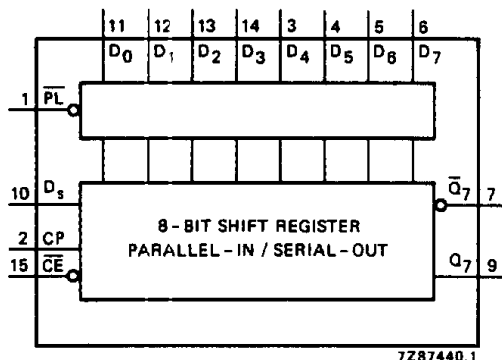 11 12 13 14 3 4 5 6
D0 D1 D2 D3 D4 D5 D6 D7
1 PL
10 Ds
Q7 7
8-BIT SHIFT REGISTER
2 CP
PARALLEL-IN / SERIAL-OUT
15 CE
Q7 9
7Z87440.1